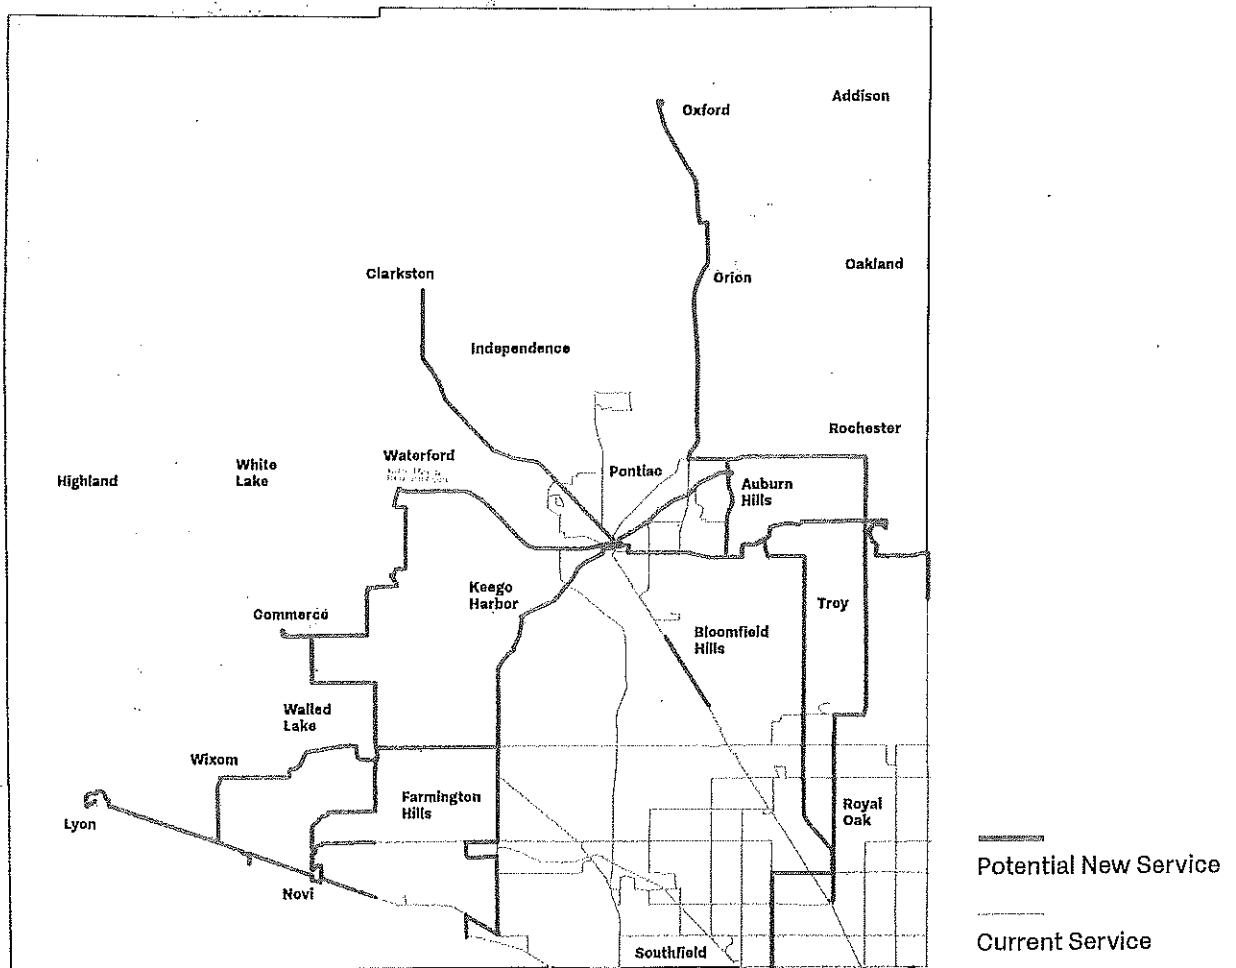 Oxford
Addison
Clarkston
Orion
Oakland
Independence
Rochester
Highland
White
Lake
Waterford
Pontiac
Auburn
Hills
Keego
Harbor
Commerce
Troy
Bloomfield
Hills
Walled
Lake
Wixom
Lyon
Farmington
Hills
Royal
Oak
Novi
Southfield
Potential New Service
Current Service